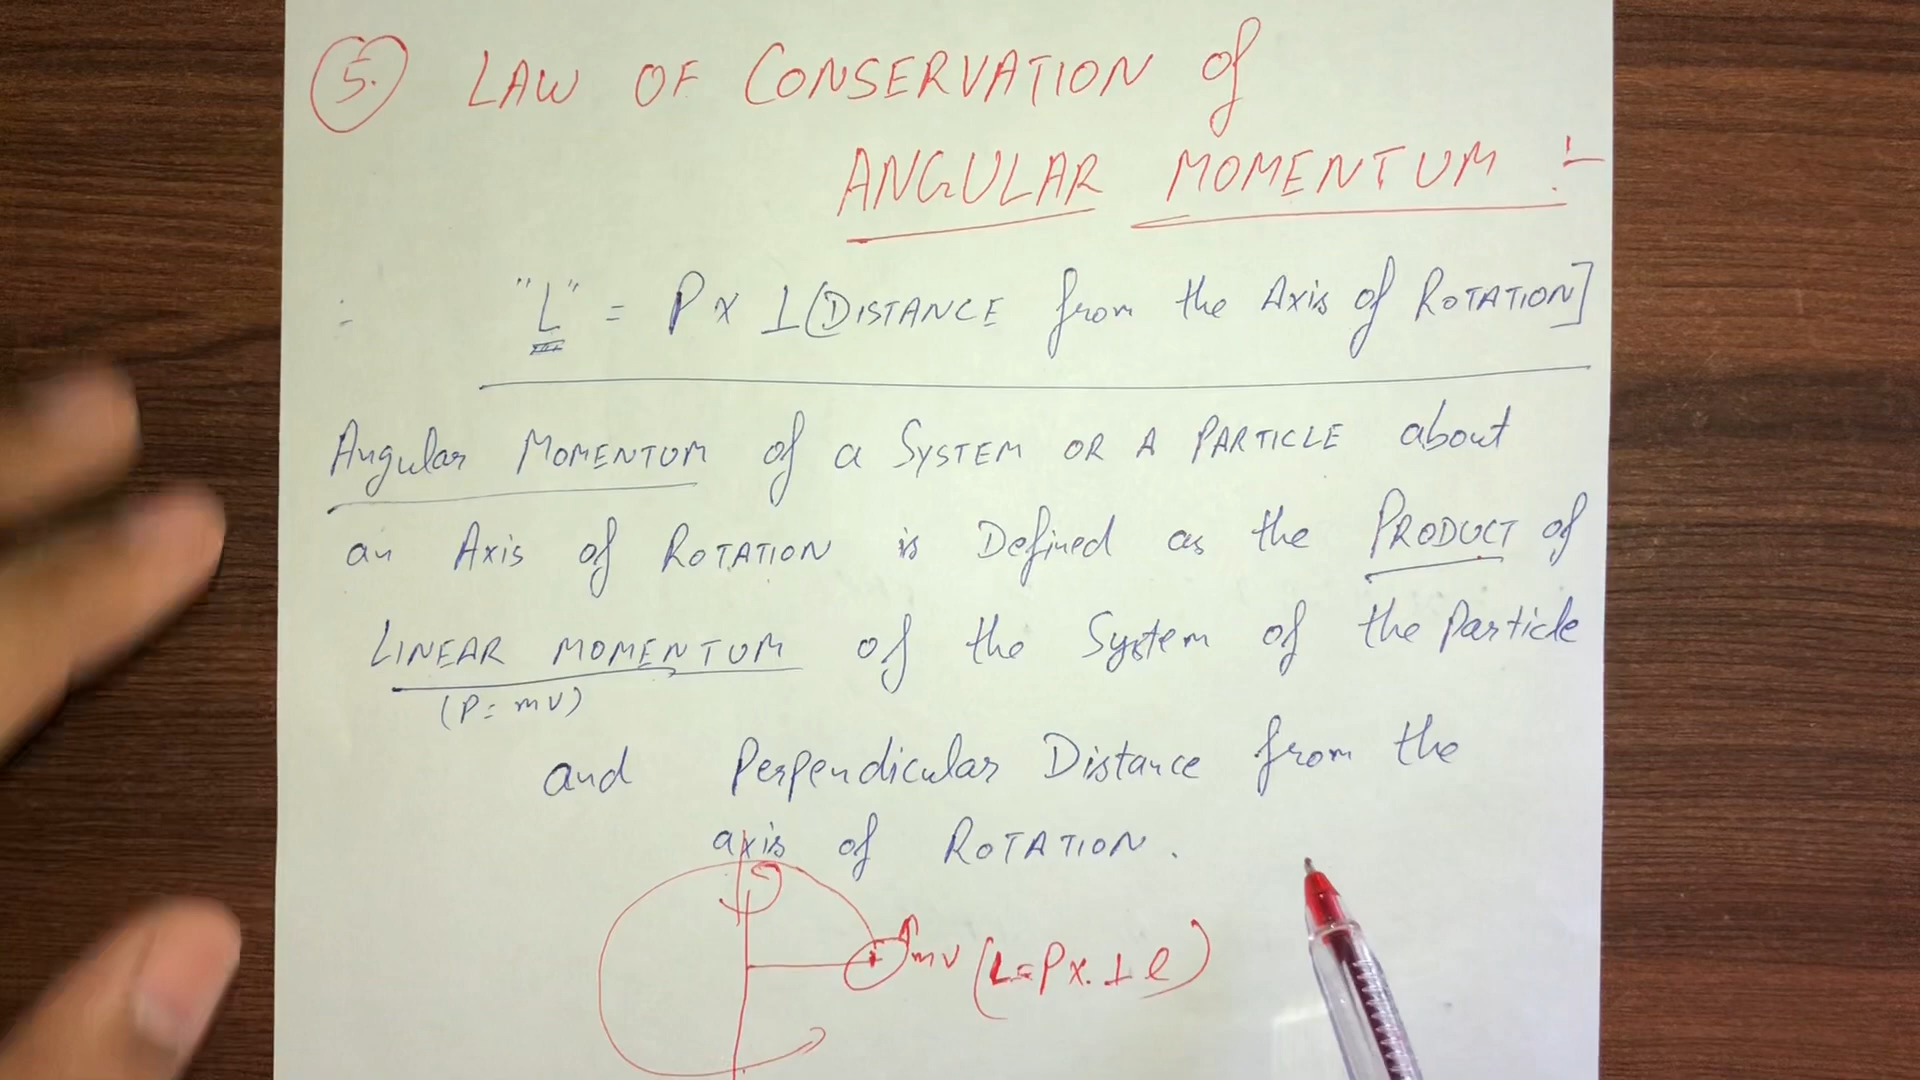 5. LAW OF CONSERVATION of
ANGULAR MOMENTUM :-
"L" = P x ⊥ (DISTANCE from the Axis of ROTATION]
Angular MOMENTUM of a SYSTEM OR A PARTICLE about
an Axis of ROTATION is Defined as the PRODUCT of
LINEAR MOMENTUM of the System of the Particle
(P = mv)
and Perpendicular Distance from the
axis of ROTATION.
mv (L = P x . ⊥ l)